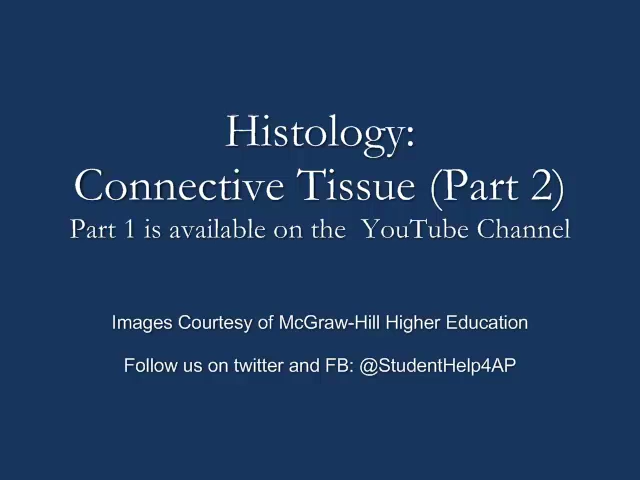 Histology:
Connective Tissue (Part 2)
Part 1 is available on the  YouTube Channel
Images Courtesy of McGraw-Hill Higher Education
Follow us on twitter and FB: @StudentHelp4AP